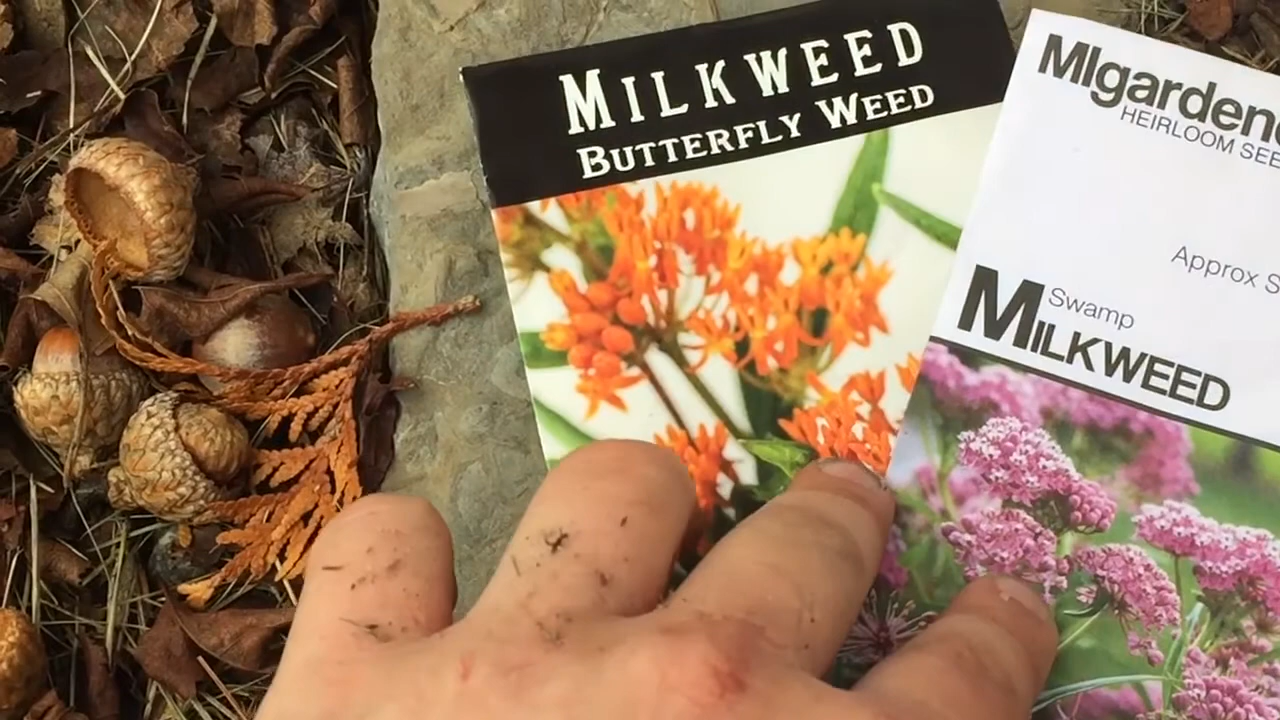 MILKWEED
BUTTERFLY WEED
MIgarden
HEIRLOOM SEE
Approx S
Swamp
MILKWEED